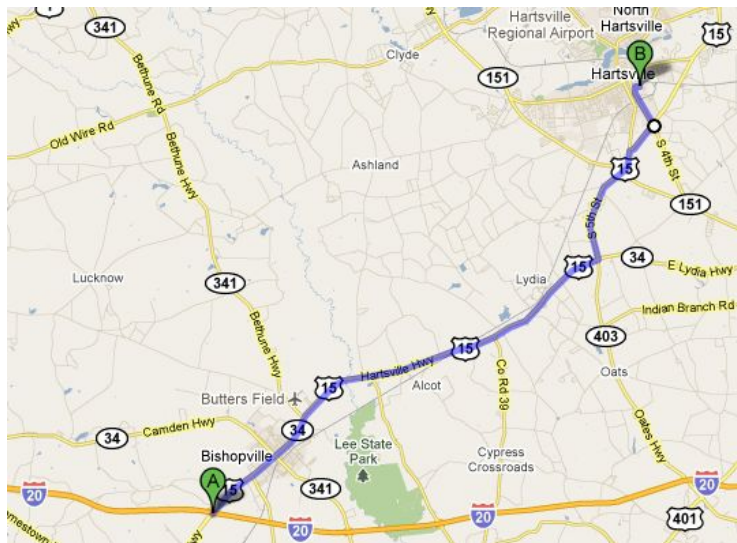 1
341
Hartsville
Regional Airport
North
Hartsville
15
Clyde
B
Hartsville
151
Bethune Rd
Old Wire Rd
Bethune Hwy
Ashland
S 4th St
15
151
S 5th St
34
E Lydia Hwy
Lucknow
341
Lydia
15
Indian Branch Rd
Bethune Hwy
403
15
Hartsville Hwy
Co Rd 39
Oats
15
Alcot
Butters Field
Camden Hwy
34
34
Oates Hwy
Bishopville
Lee State
Park
Cypress
Crossroads
A
15
341
20
20
20
20
401